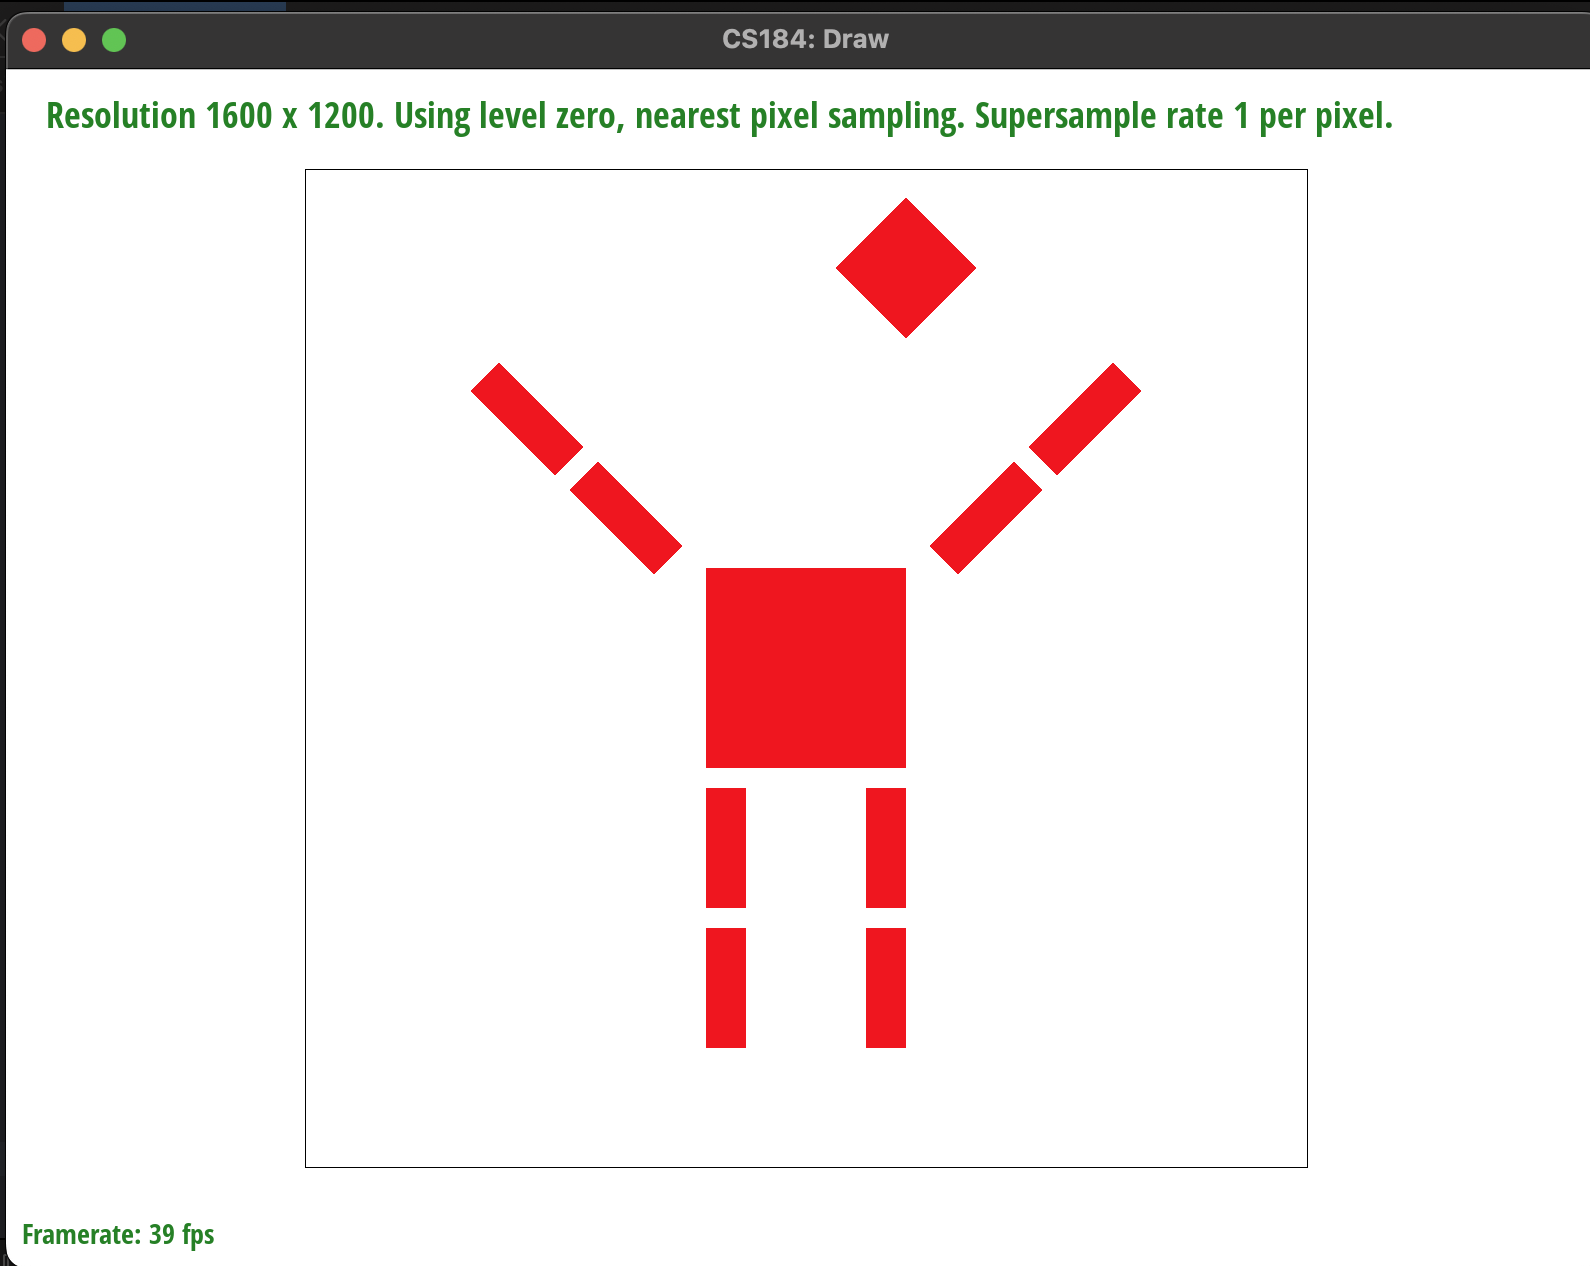 CS184: Draw
Resolution 1600 x 1200. Using level zero, nearest pixel sampling. Supersample rate 1 per pixel.
Framerate: 39 fps